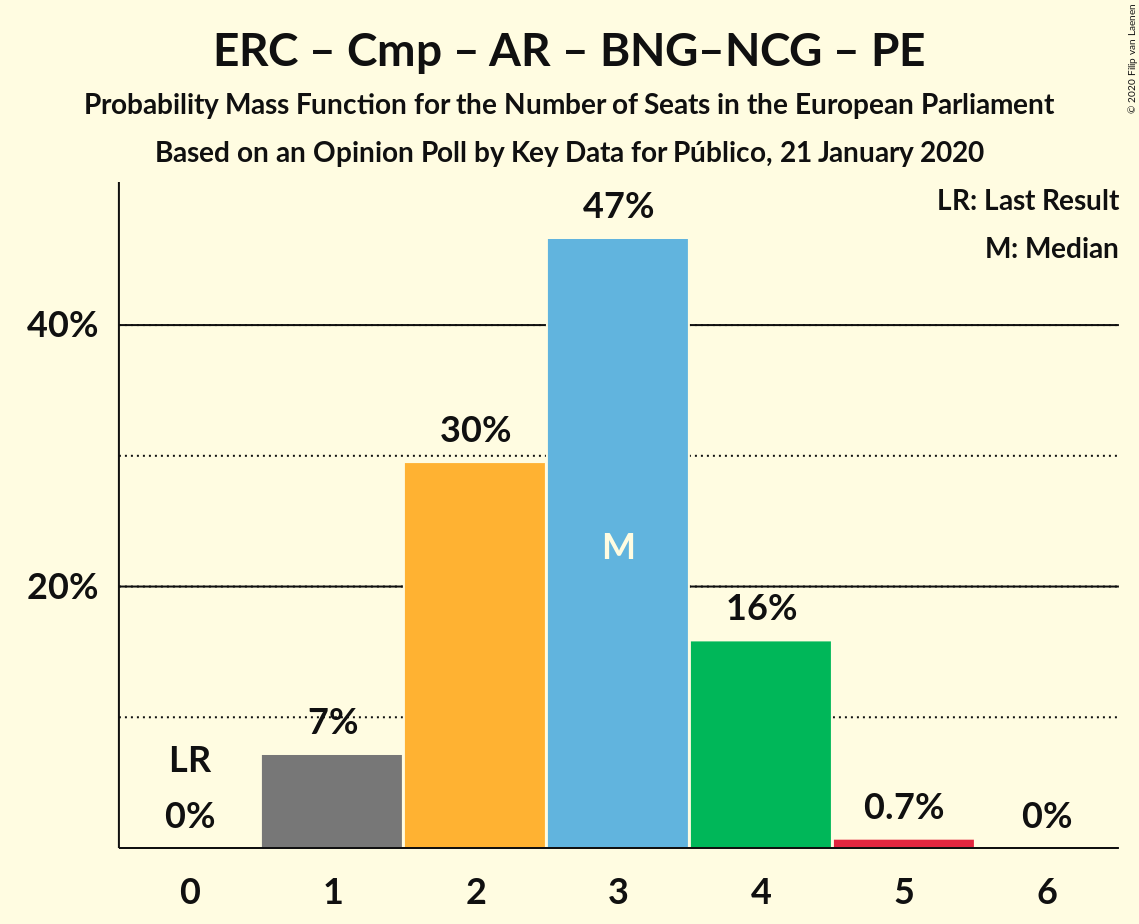 ERC – Cmp – AR – BNG–NCG – PE
Probability Mass Function for the Number of Seats in the European Parliament
Based on an Opinion Poll by Key Data for Público, 21 January 2020
© 2020 Filip van Laenen
LR: Last Result
M: Median
47%
40%
30%
M
20%
16%
7%
LR
0%
0.7%
0%
0 1 2 3 4 5 6